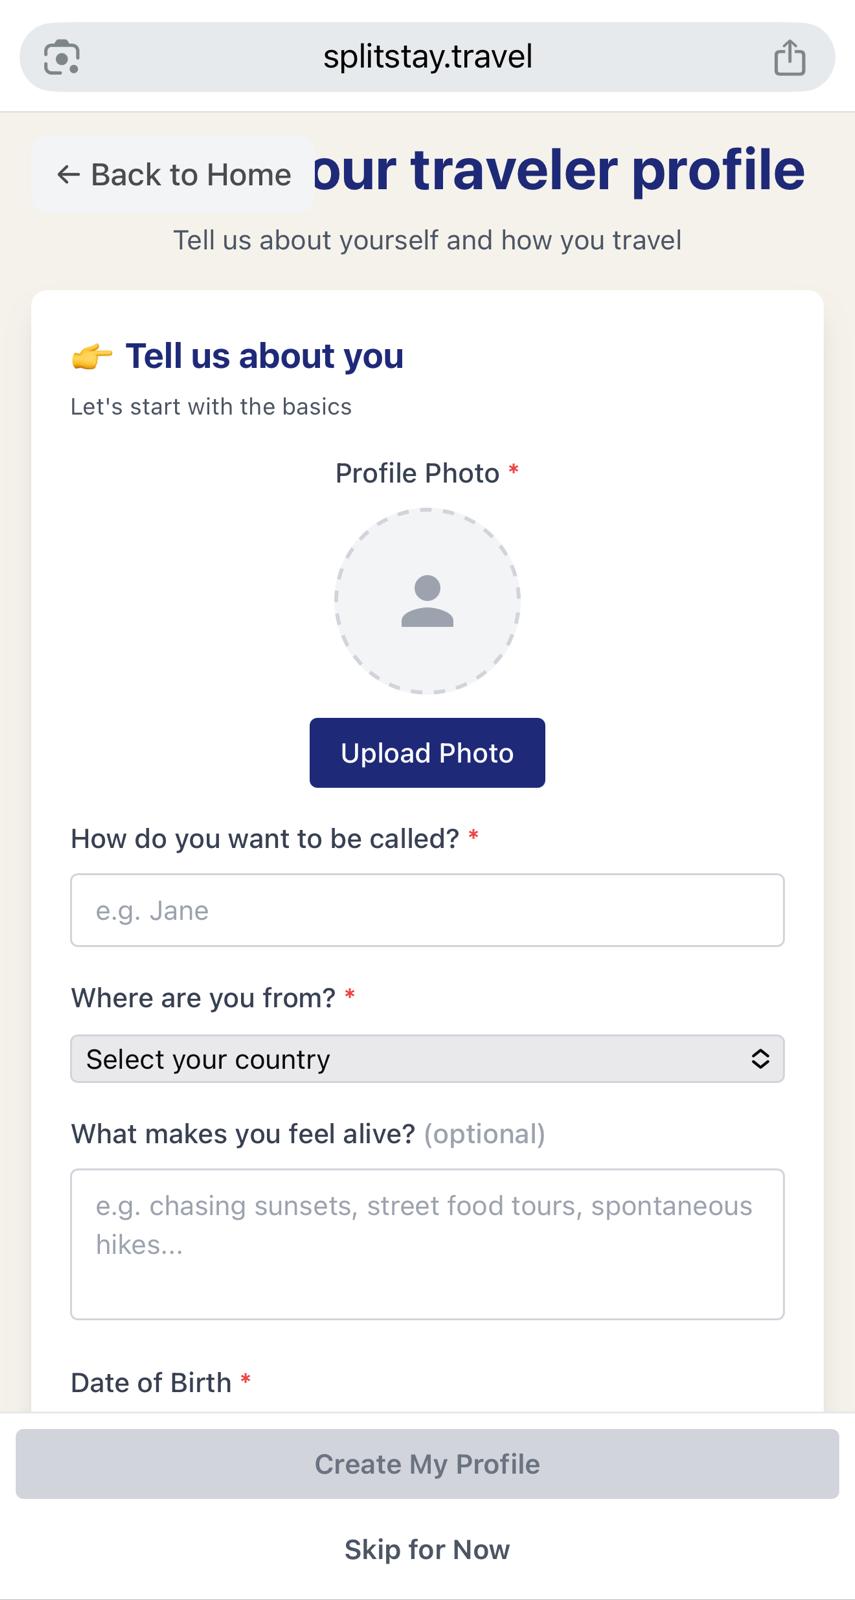 splitstay.travel
← Back to Home
our traveler profile
Tell us about yourself and how you travel
👉 Tell us about you
Let's start with the basics
Profile Photo *
Upload Photo
How do you want to be called? *
e.g. Jane
Where are you from? *
Select your country
What makes you feel alive? (optional)
e.g. chasing sunsets, street food tours, spontaneous
hikes...
Date of Birth *
Create My Profile
Skip for Now